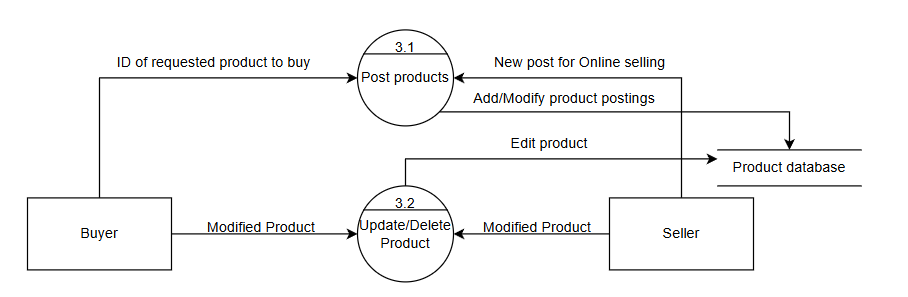 3.1
ID of requested product to buy
New post for Online selling
Post products
Add/Modify product postings
Edit product
Product database
3.2
Buyer
Modified Product
Update/Delete
Product
Modified Product
Seller